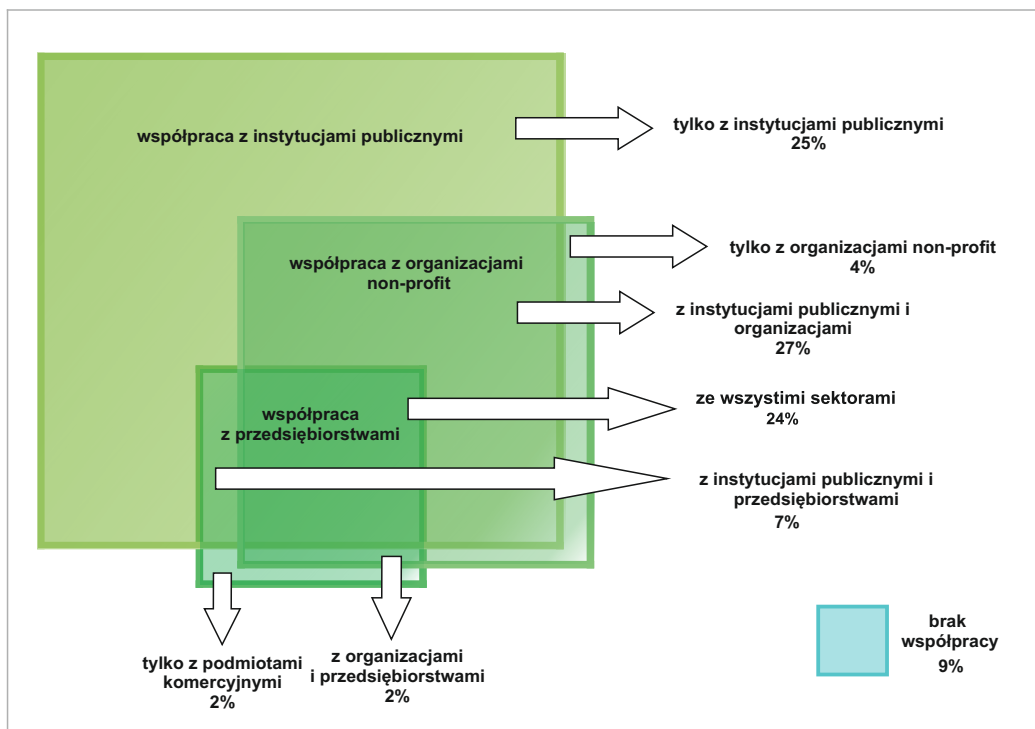 współpraca z instytucjami publicznymi
tylko z instytucjami publicznymi
25%
współpraca z organizacjami
non-profit
tylko z organizacjami non-profit
4%
z instytucjami publicznymi i
organizacjami
27%
współpraca
z przedsiębiorstwami
ze wszystimi sektorami
24%
z instytucjami publicznymi i
przedsiębiorstwami
7%
tylko z podmiotami
komercyjnymi
2%
z organizacjami
i przedsiębiorstwami
2%
brak
współpracy
9%